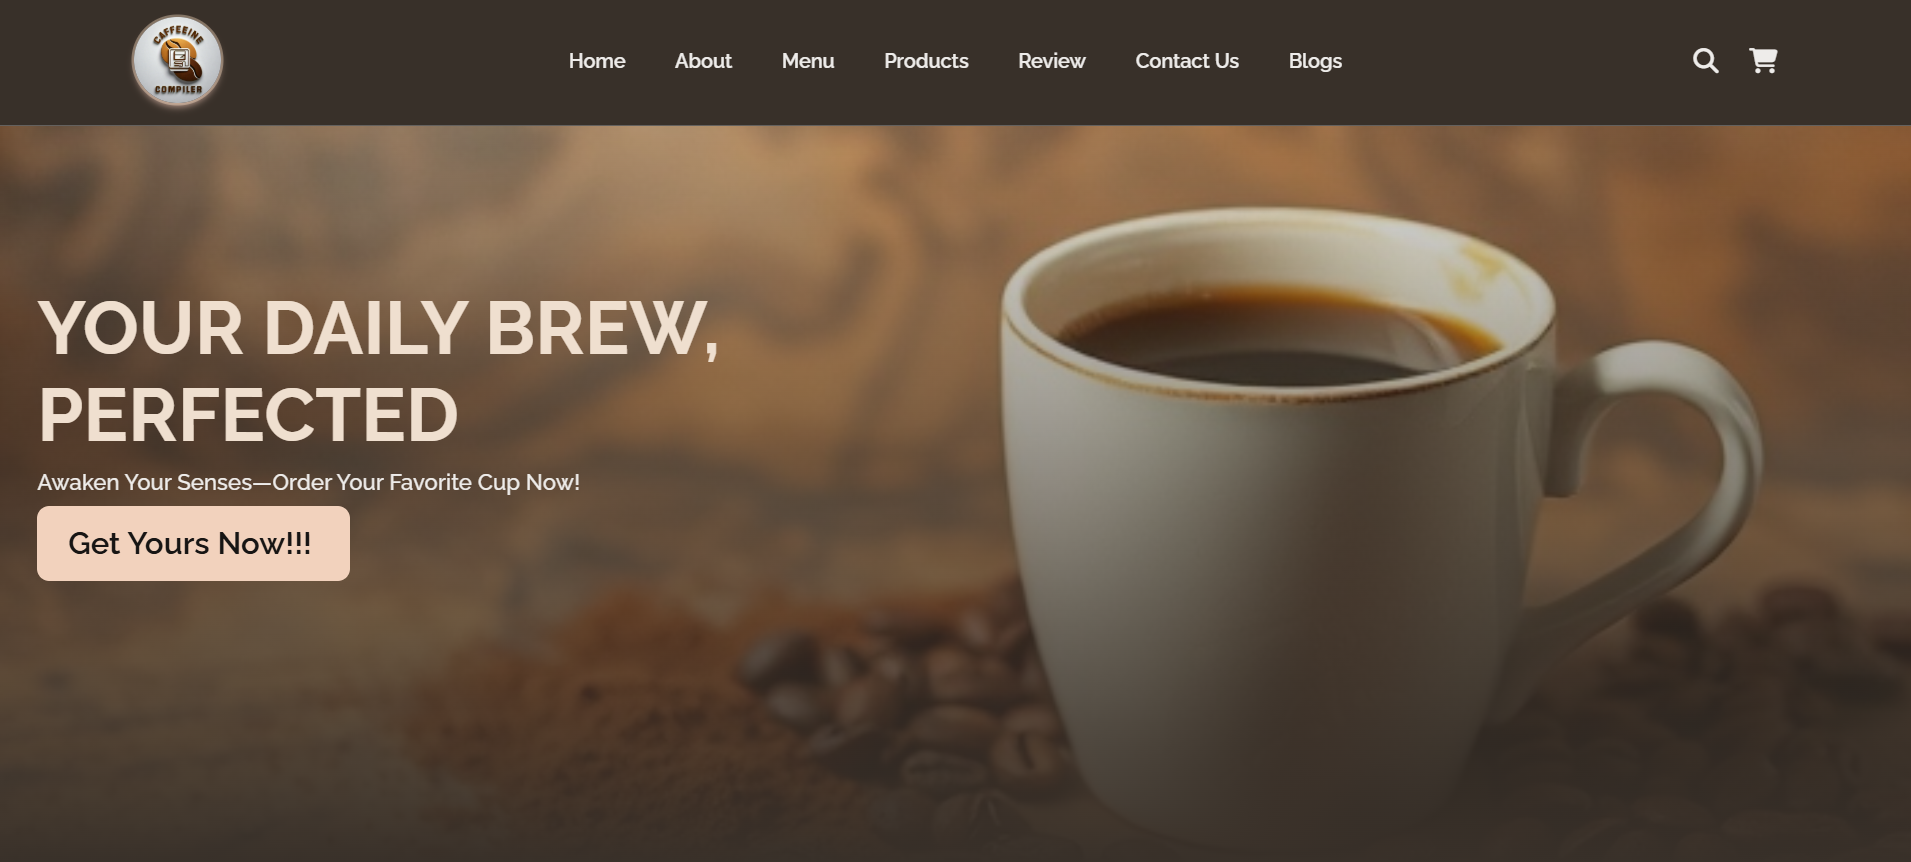 CAFFEEINE
COMPILER
Home About Menu Products Review Contact Us Blogs
YOUR DAILY BREW,
PERFECTED
Awaken Your Senses—Order Your Favorite Cup Now!
Get Yours Now!!!